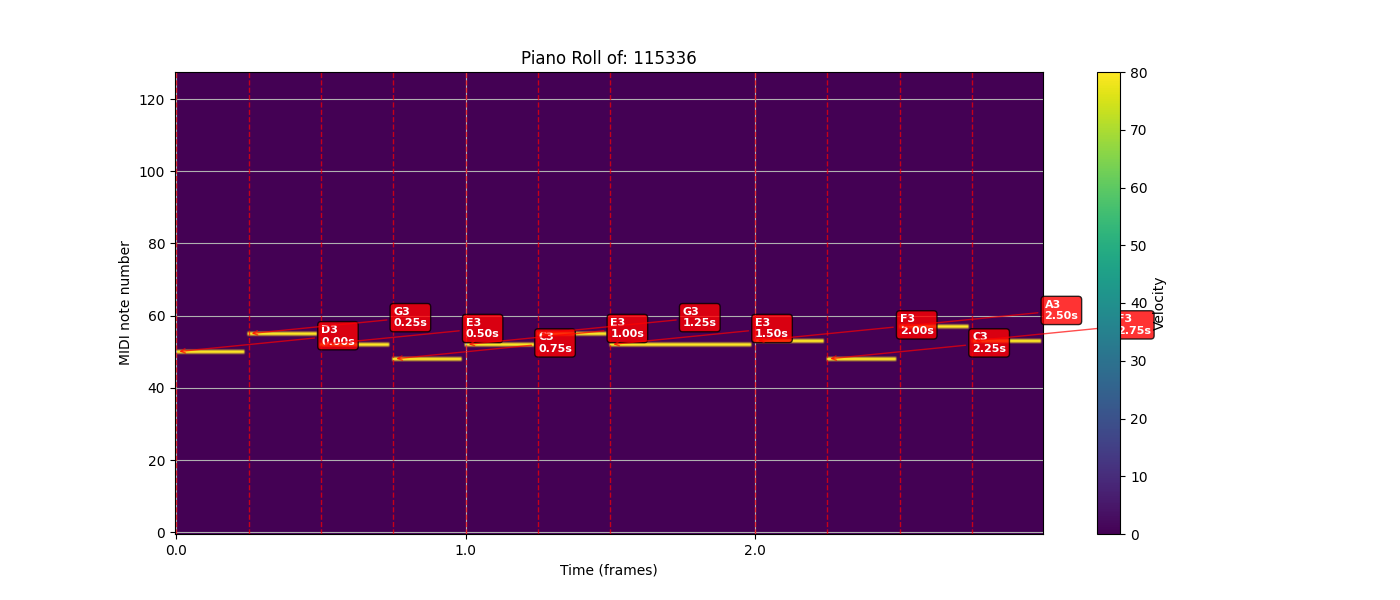 Piano Roll of: 115336
MIDI note number
120
100
80
60
40
20
0
0.0
1.0
2.0
Time (frames)
D3
0.00s
G3
0.25s
E3
0.50s
C3
0.75s
E3
1.00s
G3
1.25s
E3
1.50s
F3
2.00s
C3
2.25s
A3
2.50s
F3
2.75s
80
70
60
50
40
30
20
10
0
Velocity